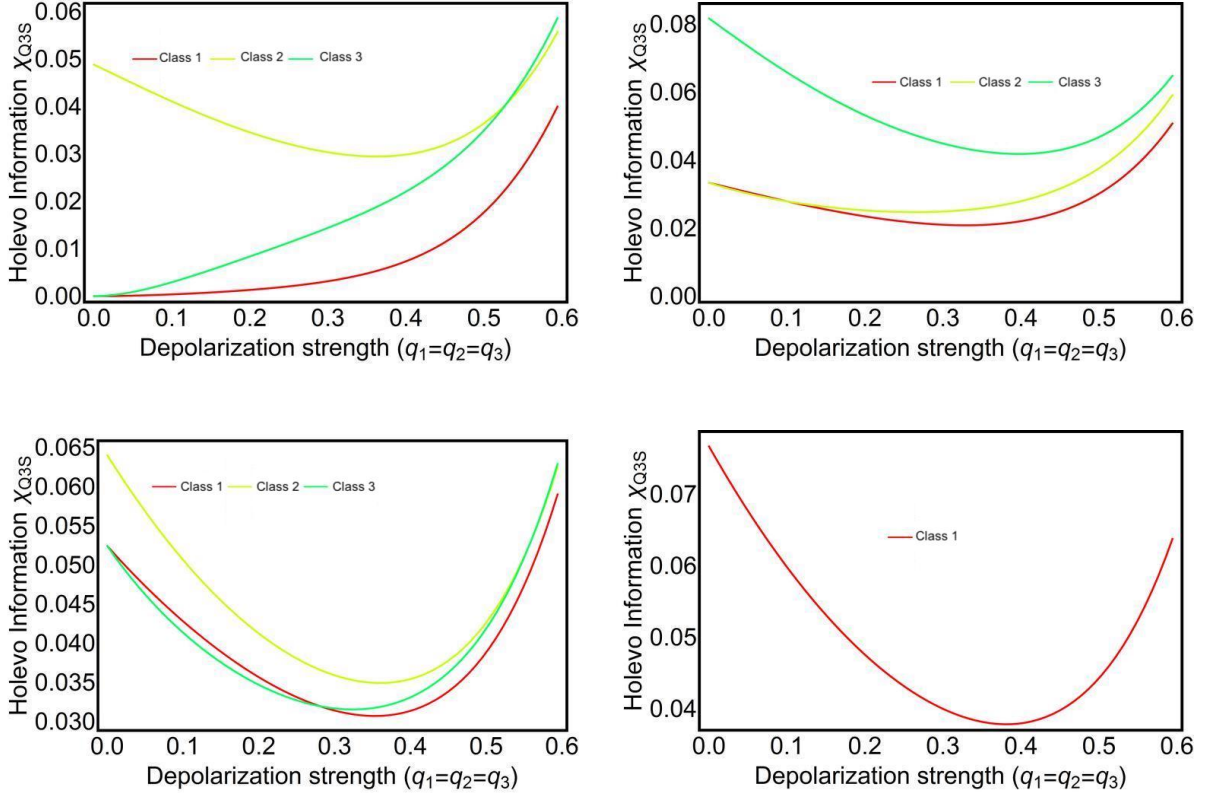 Holevo Information χQ3S
0.06
0.05
0.04
0.03
0.02
0.01
0.00
Class 1 Class 2 Class 3
0.0 0.1 0.2 0.3 0.4 0.5 0.6
Depolarization strength (q1=q2=q3)
Holevo Information χQ3S
0.08
0.06
0.04
0.02
0.00
Class 1 Class 2 Class 3
0.0 0.1 0.2 0.3 0.4 0.5 0.6
Depolarization strength (q1=q2=q3)
Holevo Information χQ3S
0.065
0.060
0.055
0.050
0.045
0.040
0.035
0.030
Class 1 Class 2 Class 3
0.0 0.1 0.2 0.3 0.4 0.5 0.6
Depolarization strength (q1=q2=q3)
Holevo Information χQ3S
0.07
0.06
0.05
0.04
Class 1
0.0 0.1 0.2 0.3 0.4 0.5 0.6
Depolarization strength (q1=q2=q3)